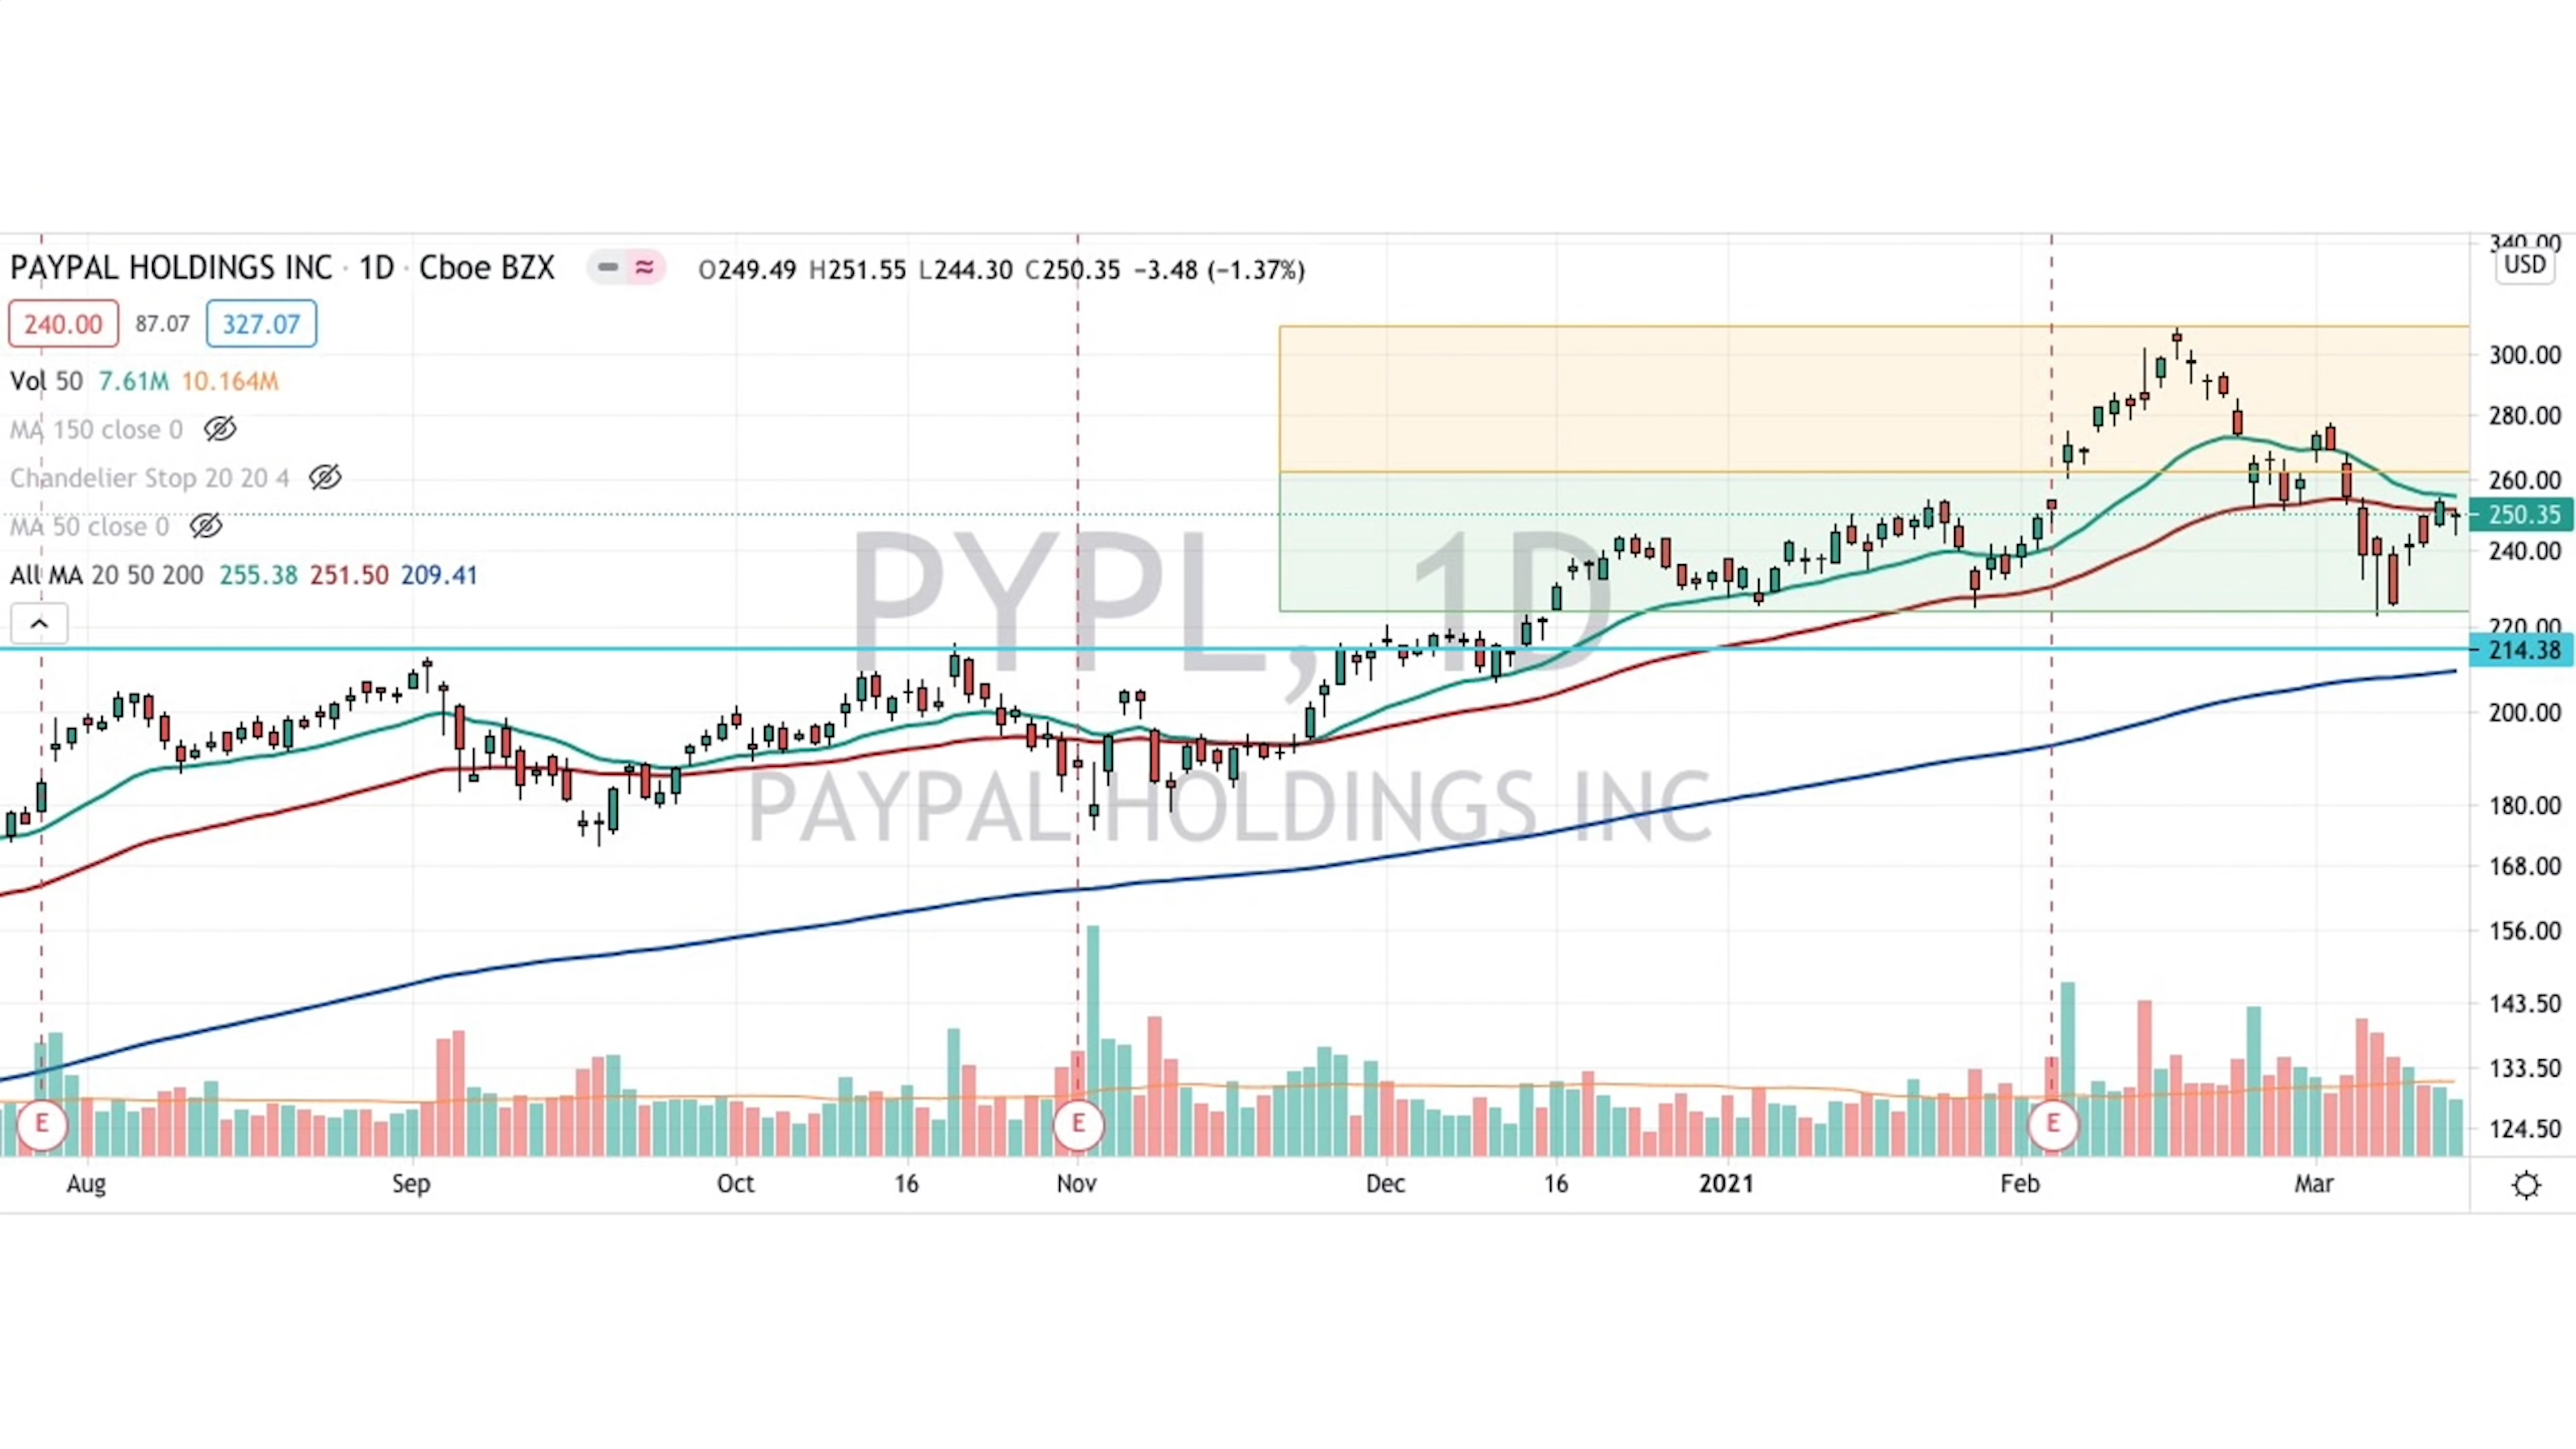 PAYPAL HOLDINGS INC · 1D · Cboe BZX O249.49 H251.55 L244.30 C250.35 −3.48 (−1.37%)
240.00 87.07 327.07
Vol 50 7.61M 10.164M
MA 150 close 0
Chandelier Stop 20 20 4
MA 50 close 0
All MA 20 50 200 255.38 251.50 209.41
PYPL, 1D
PAYPAL HOLDINGS INC
340.00
USD
300.00
280.00
260.00
250.35
240.00
220.00
214.38
200.00
180.00
168.00
156.00
143.50
133.50
124.50
E E E
Aug Sep Oct 16 Nov Dec 16 2021 Feb Mar